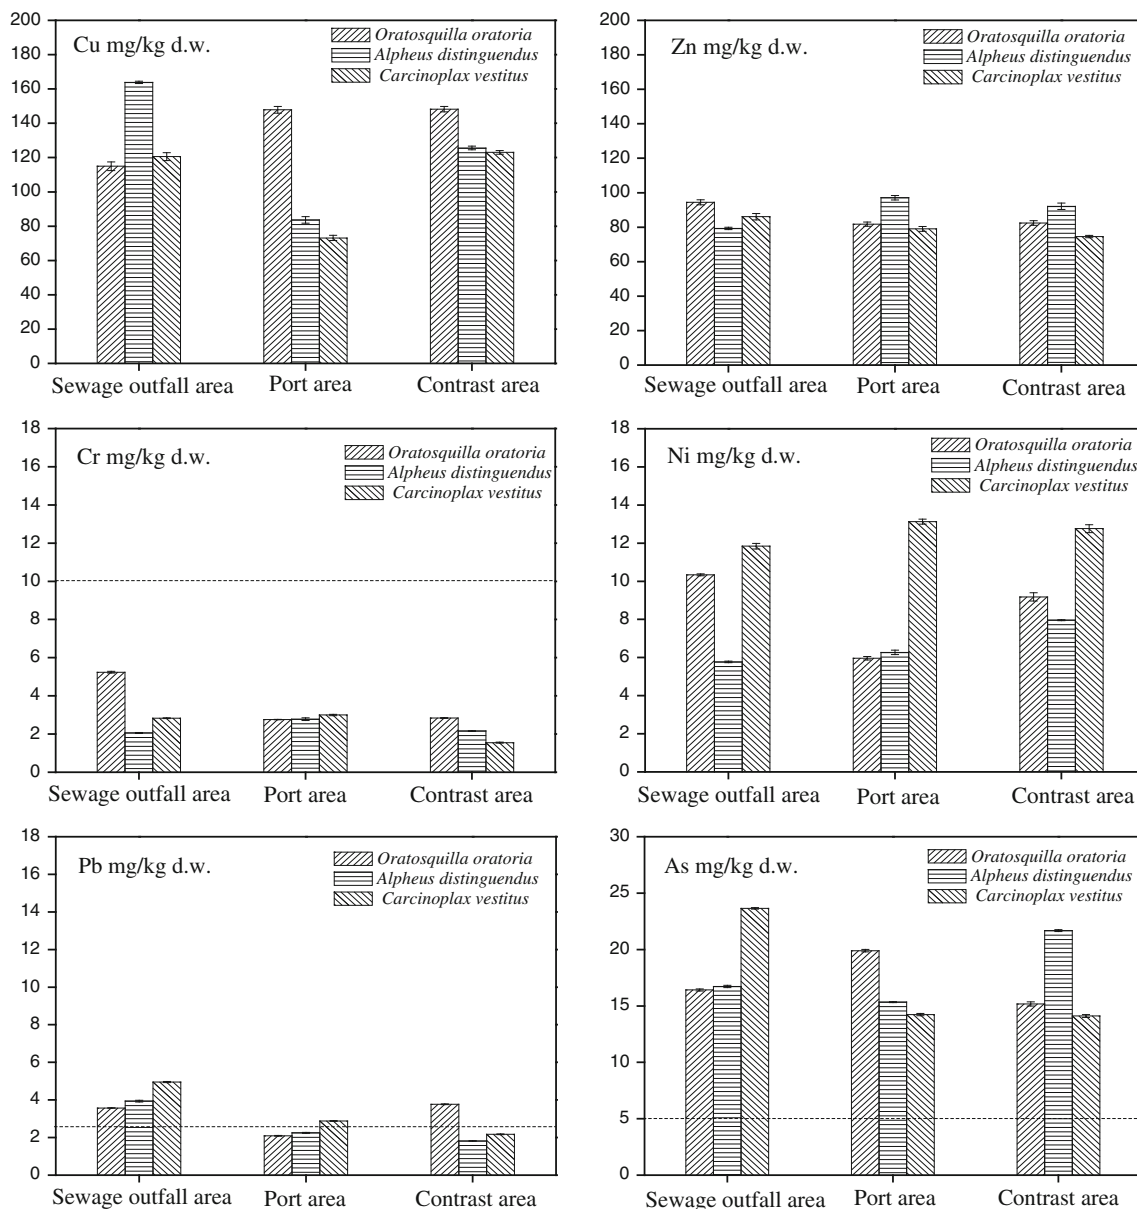 Cu mg/kg d.w.
Oratosquilla oratoria
Alpheus distinguendus
Carcinoplax vestitus
200
180
160
140
120
100
80
60
40
20
0
Sewage outfall area Port area Contrast area
Zn mg/kg d.w.
Oratosquilla oratoria
Alpheus distinguendus
Carcinoplax vestitus
200
180
160
140
120
100
80
60
40
20
0
Sewage outfall area Port area Contrast area
Cr mg/kg d.w.
Oratosquilla oratoria
Alpheus distinguendus
Carcinoplax vestitus
18
16
14
12
10
8
6
4
2
0
Sewage outfall area Port area Contrast area
Ni mg/kg d.w.
Oratosquilla oratoria
Alpheus distinguendus
Carcinoplax vestitus
18
16
14
12
10
8
6
4
2
0
Sewage outfall area Port area Contrast area
Pb mg/kg d.w.
Oratosquilla oratoria
Alpheus distinguendus
Carcinoplax vestitus
18
16
14
12
10
8
6
4
2
0
Sewage outfall area Port area Contrast area
As mg/kg d.w.
Oratosquilla oratoria
Alpheus distinguendus
Carcinoplax vestitus
30
25
20
15
10
5
0
Sewage outfall area Port area Contrast area